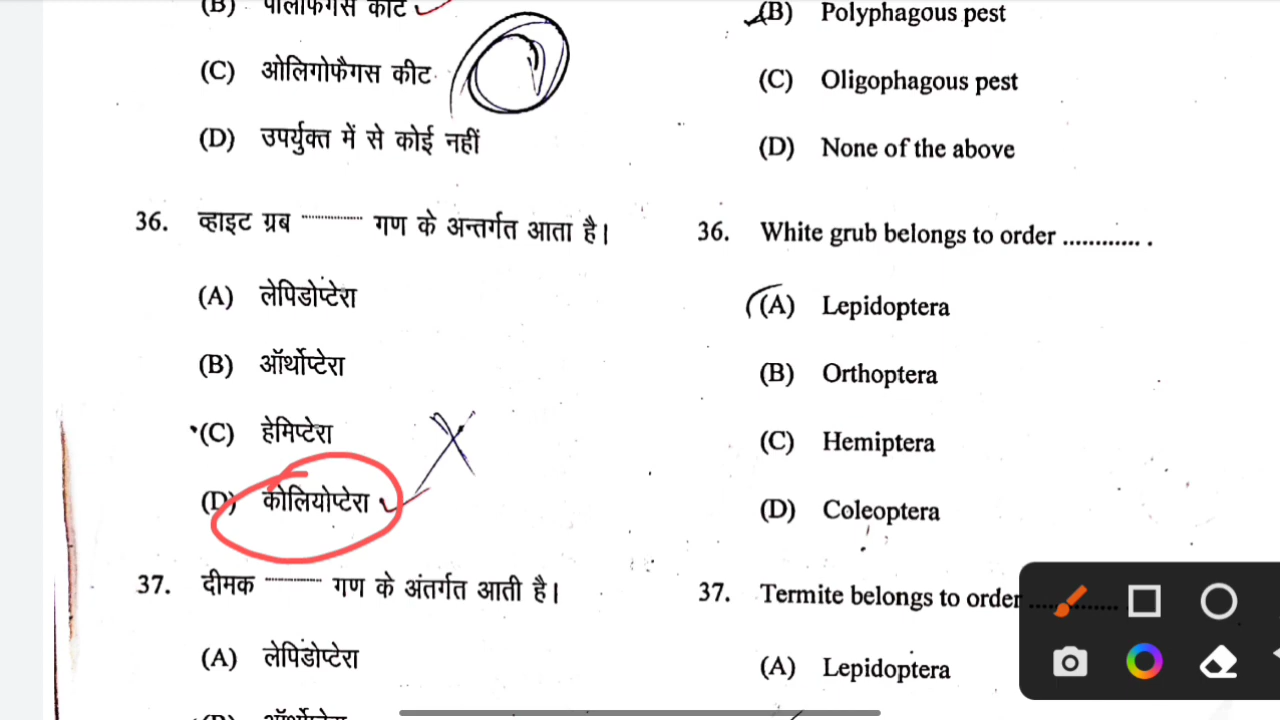 (B) पॉलीफैगस कीट
(C) ओलिगोफैगस कीट
(D) उपर्युक्त में से कोई नहीं
36. व्हाइट ग्रब ............... गण के अन्तर्गत आता है।
(A) लेपिडोप्टेरा
(B) ऑर्थोप्टेरा
(C) हेमिप्टेरा
(D) कोलियोप्टेरा
37. दीमक .............. गण के अंतर्गत आती है।
(A) लेपिडोप्टेरा
(B) ऑर्थोप्टेरा
(B) Polyphagous pest
(C) Oligophagous pest
(D) None of the above
36. White grub belongs to order ............ .
(A) Lepidoptera
(B) Orthoptera
(C) Hemiptera
(D) Coleoptera
37. Termite belongs to order ............
(A) Lepidoptera